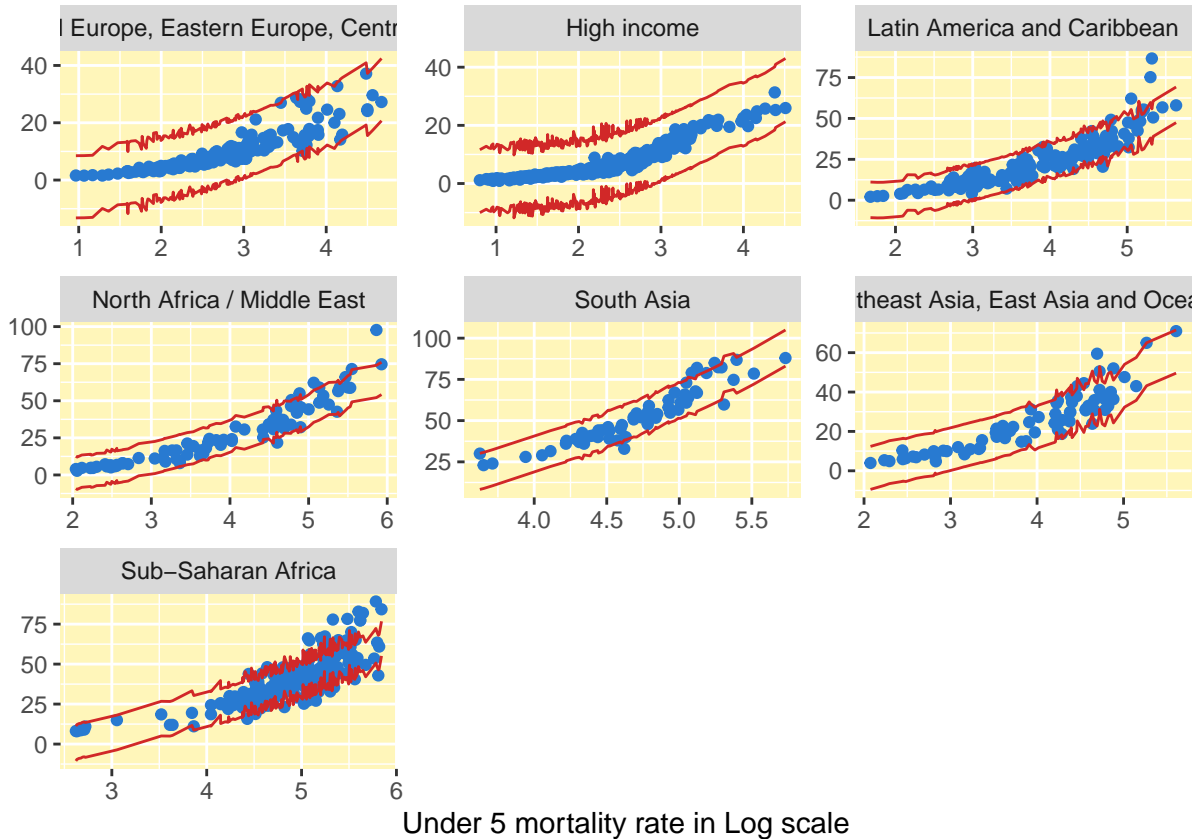 l Europe, Eastern Europe, Centr
High income
Latin America and Caribbean
40
20
0
1 2 3 4
40
20
0
1 2 3 4
75
50
25
0
2 3 4 5
North Africa / Middle East
South Asia
theast Asia, East Asia and Ocea
100
75
50
25
0
2 3 4 5 6
100
75
50
25
4.0 4.5 5.0 5.5
60
40
20
0
2 3 4 5
Sub−Saharan Africa
75
50
25
0
3 4 5 6
Under 5 mortality rate in Log scale